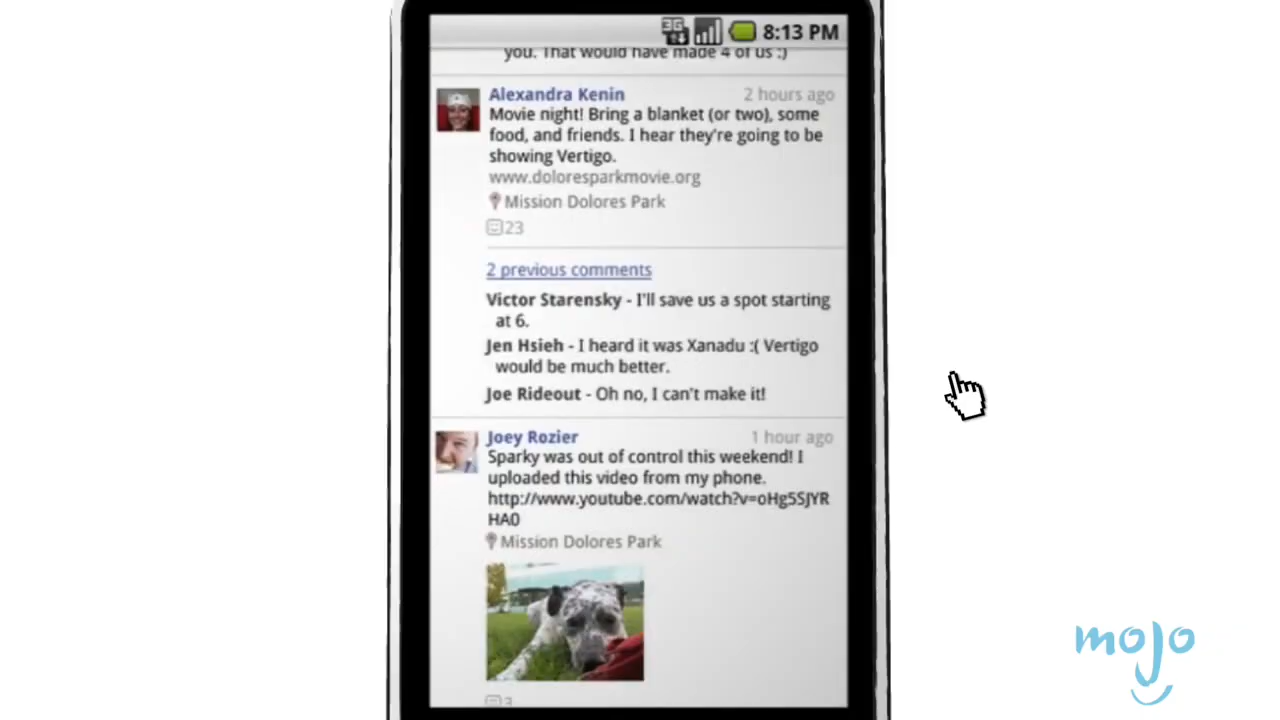 3G 8:13 PM
you. That would have made 4 of us :)
Alexandra Kenin 2 hours ago
Movie night! Bring a blanket (or two), some
food, and friends. I hear they're going to be
showing Vertigo.
www.doloresparkmovie.org
Mission Dolores Park
23
2 previous comments
Victor Starensky - I'll save us a spot starting
at 6.
Jen Hsieh - I heard it was Xanadu :( Vertigo
would be much better.
Joe Rideout - Oh no, I can't make it!
Joey Rozier 1 hour ago
Sparky was out of control this weekend! I
uploaded this video from my phone.
http://www.youtube.com/watch?v=oHg5SJYR
HA0
Mission Dolores Park
3
mojo